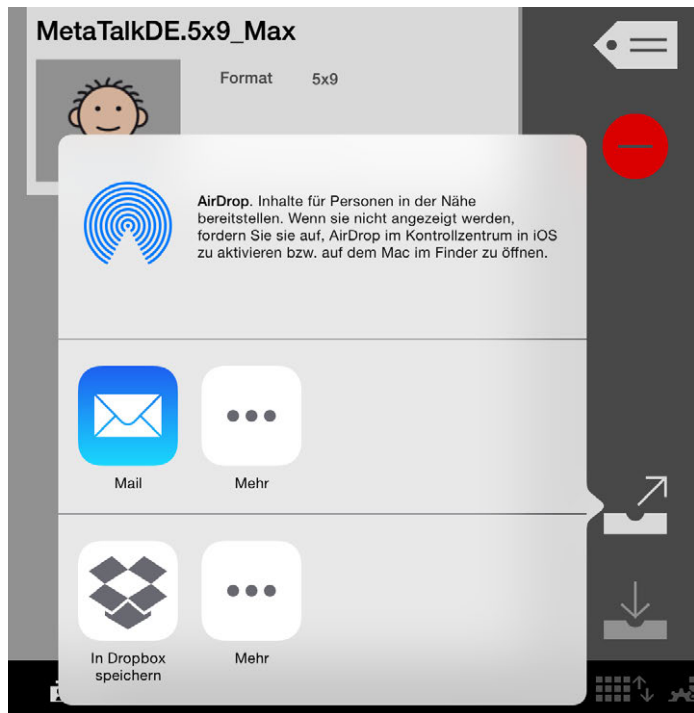 MetaTalkDE.5x9_Max
Format 5x9
AirDrop. Inhalte für Personen in der Nähe
bereitstellen. Wenn sie nicht angezeigt werden,
fordern Sie sie auf, AirDrop im Kontrollzentrum in iOS
zu aktivieren bzw. auf dem Mac im Finder zu öffnen.
Mail Mehr
In Dropbox Mehr
speichern